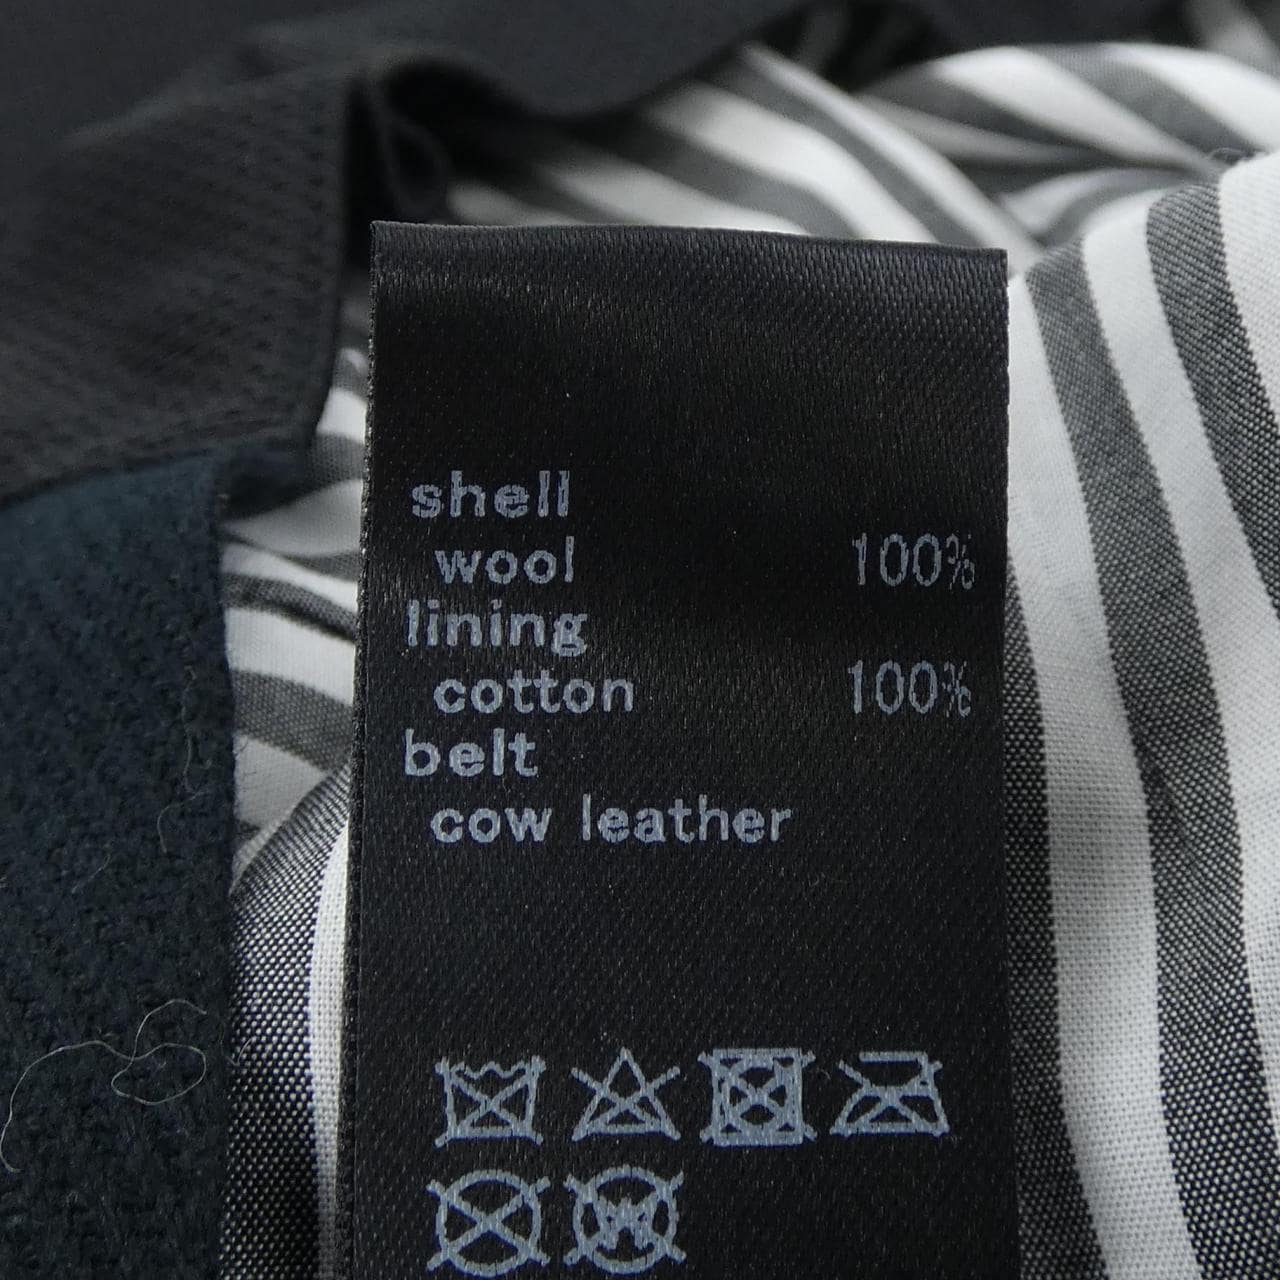 shell
wool 100%
lining
cotton 100%
belt
cow leather